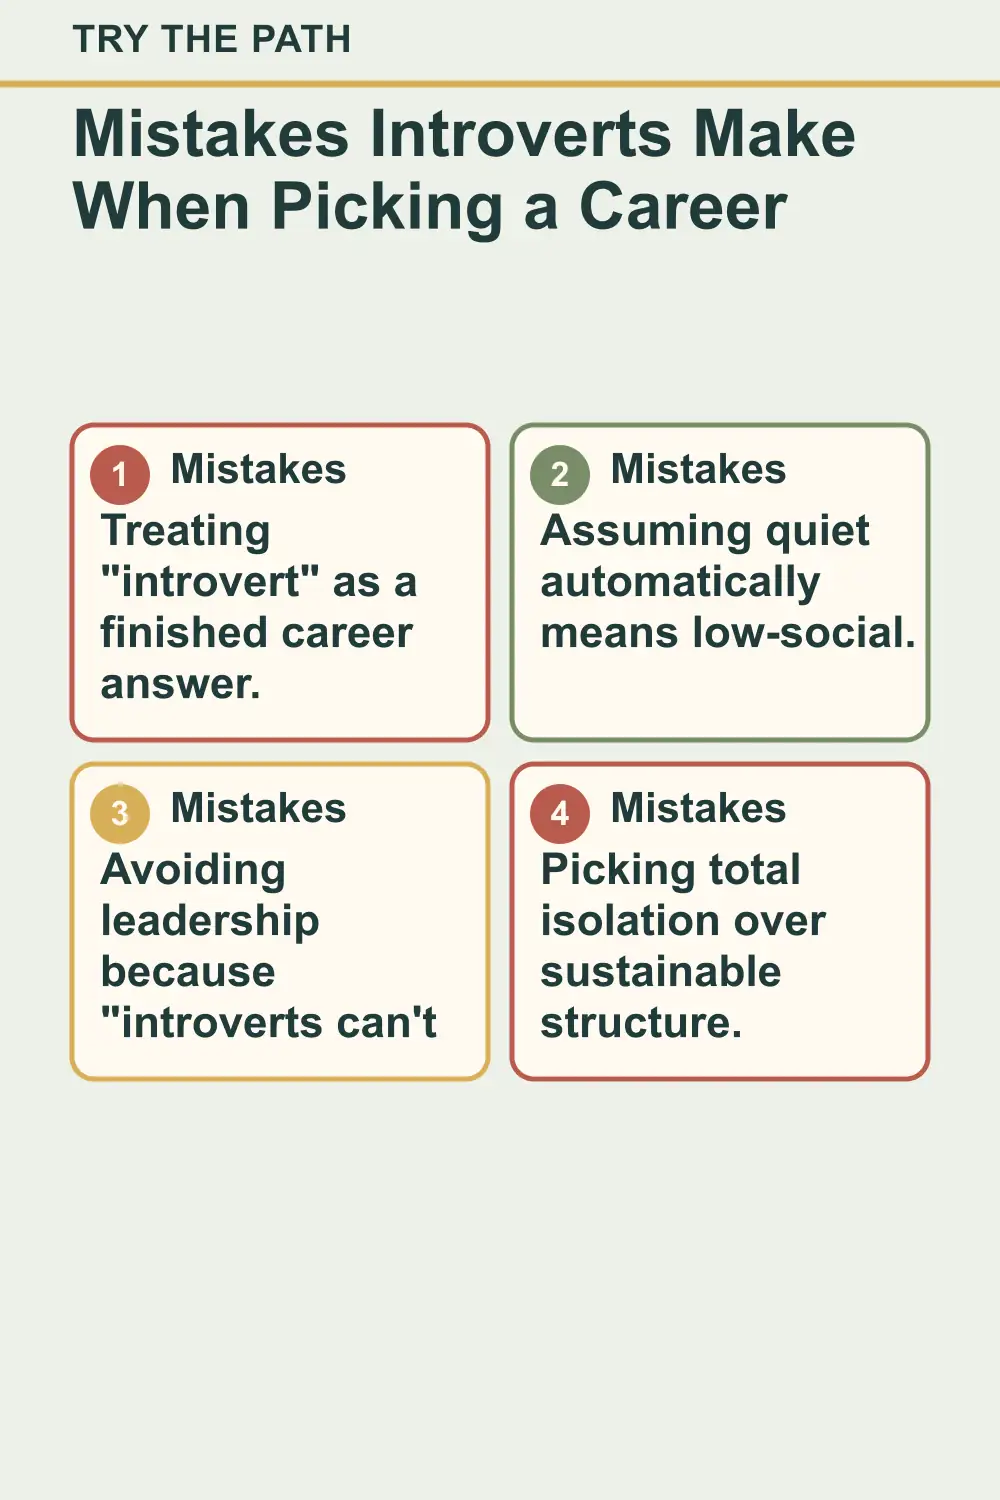 TRY THE PATH
Mistakes Introverts Make
When Picking a Career
1 Mistakes
Treating
"introvert" as a
finished career
answer.
2 Mistakes
Assuming quiet
automatically
means low-social.
3 Mistakes
Avoiding
leadership
because
"introverts can't
4 Mistakes
Picking total
isolation over
sustainable
structure.